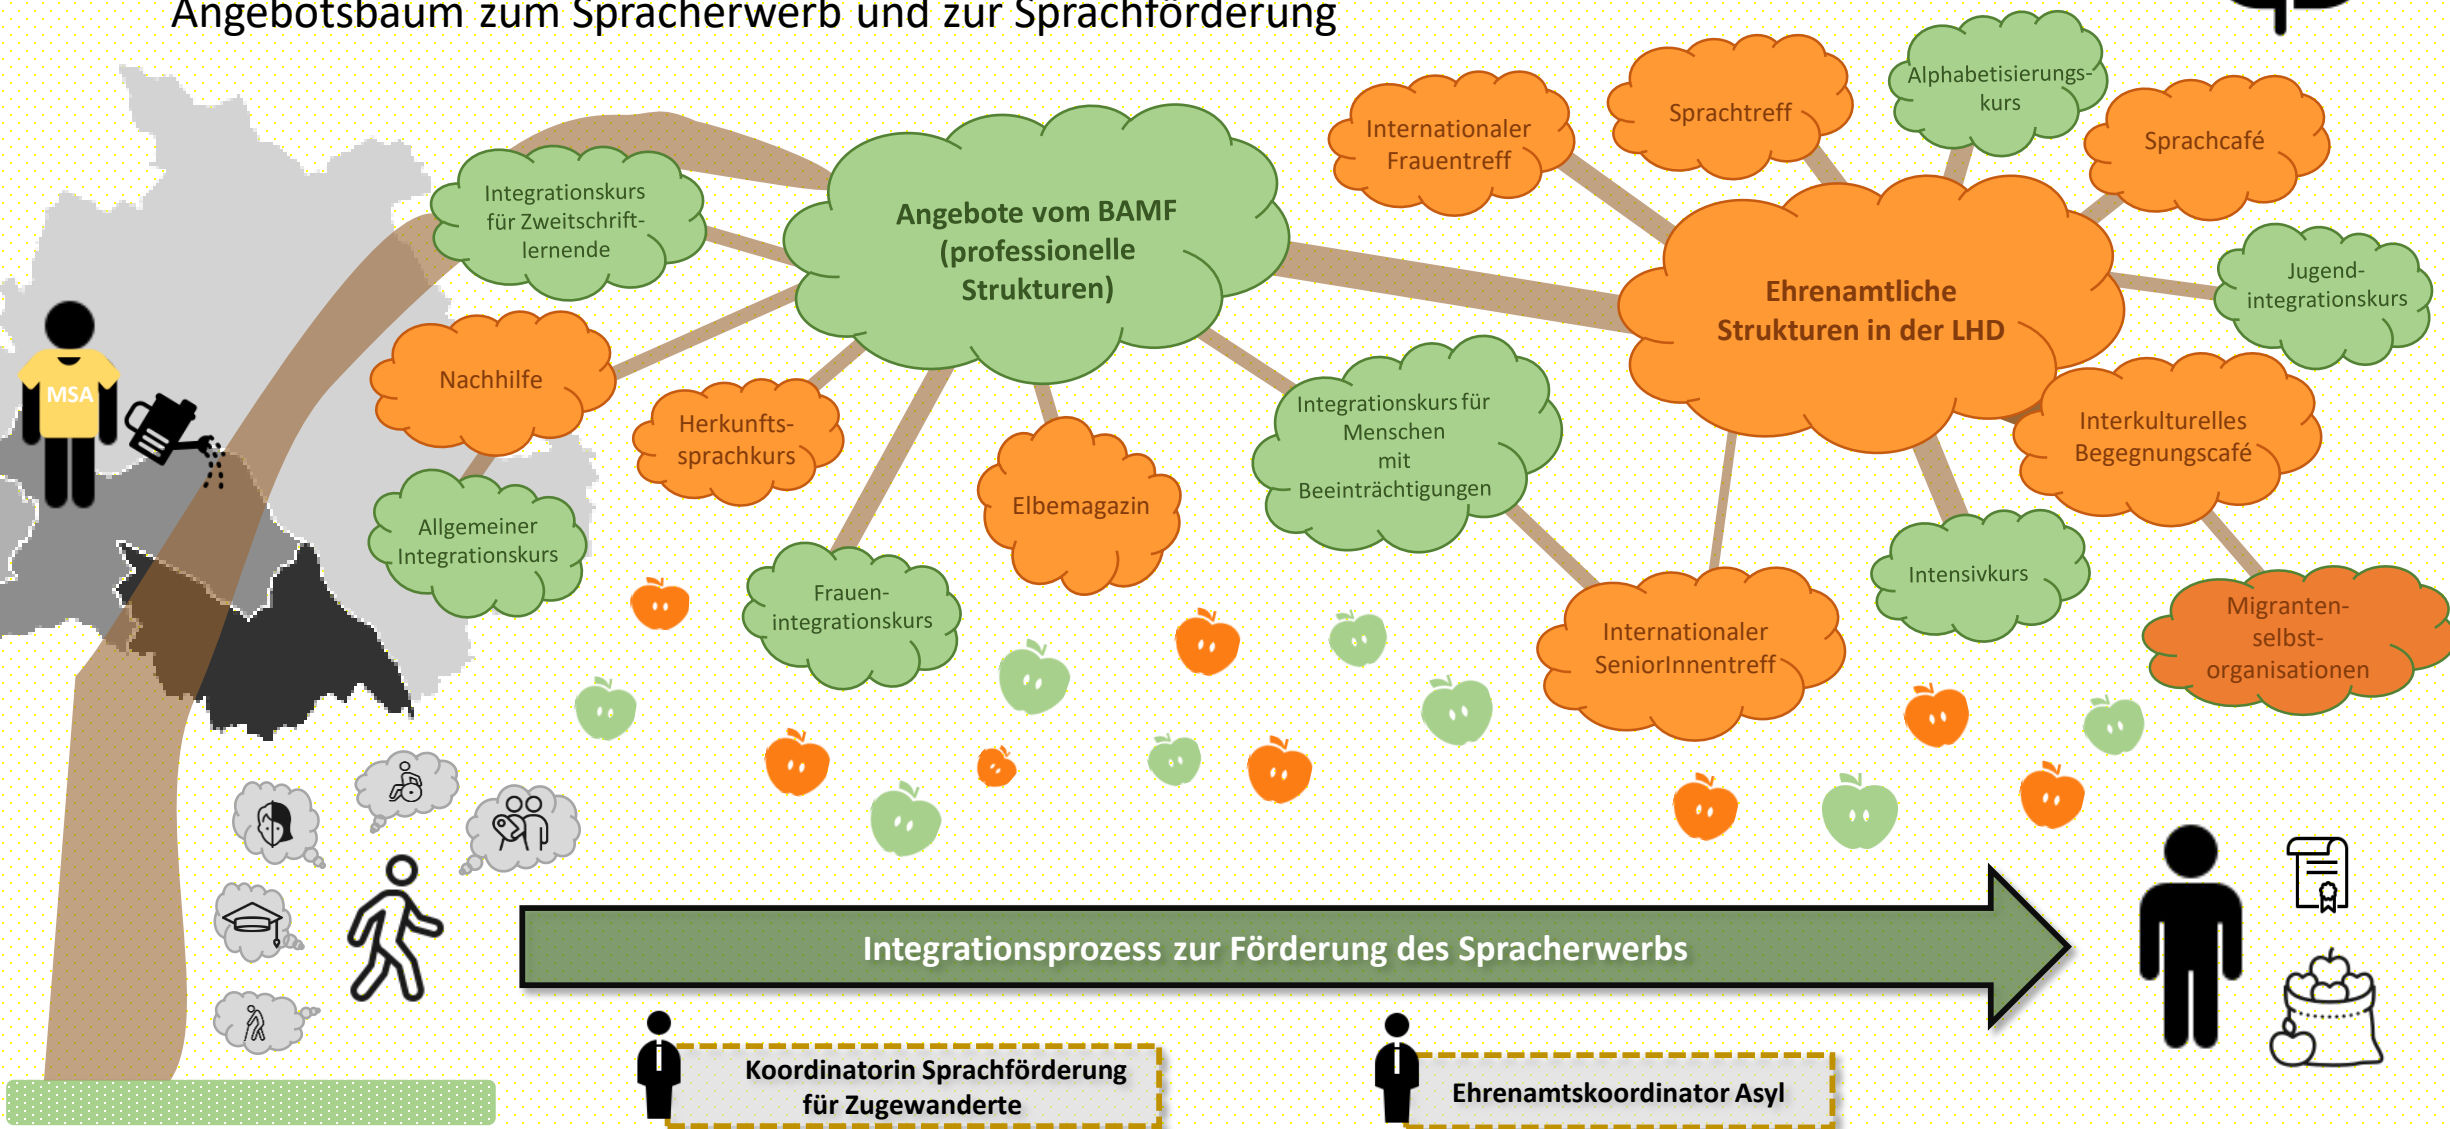 Angebotsbaum zum Spracherwerb und zur Sprachförderung
Alphabetisierungs-
kurs
Sprachtreff
Internationaler
Frauentreff
Sprachcafé
Integrationskurs
für Zweitschrift-
lernende
Angebote vom BAMF
(professionelle
Strukturen)
Ehrenamtliche
Strukturen in der LHD
Jugend-
integrationskurs
MSA
Nachhilfe
Herkunfts-
sprachkurs
Elbemagazin
Integrationskurs für
Menschen
mit
Beeinträchtigungen
Interkulturelles
Begegnungscafé
Allgemeiner
Integrationskurs
Frauen-
integrationskurs
Internationaler
SeniorInnentreff
Intensivkurs
Migranten-
selbst-
organisationen
Integrationsprozess zur Förderung des Spracherwerbs
Koordinatorin Sprachförderung
für Zugewanderte
Ehrenamtskoordinator Asyl